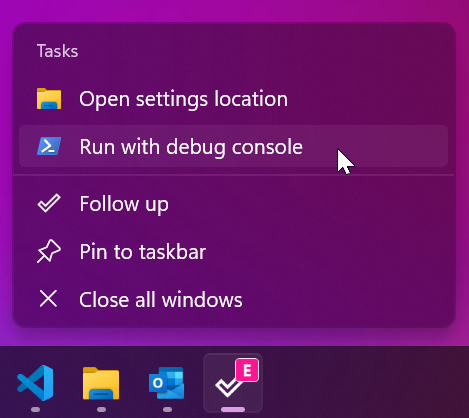 Tasks
Open settings location
Run with debug console
Follow up
Pin to taskbar
Close all windows
O
E